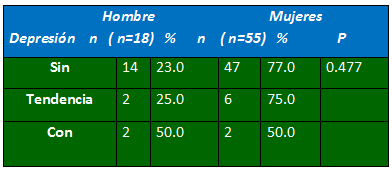 Hombre Mujeres
Depresión n ( n=18) % n ( n=55) % P
Sin 14 23.0 47 77.0 0.477
Tendencia 2 25.0 6 75.0
Con 2 50.0 2 50.0